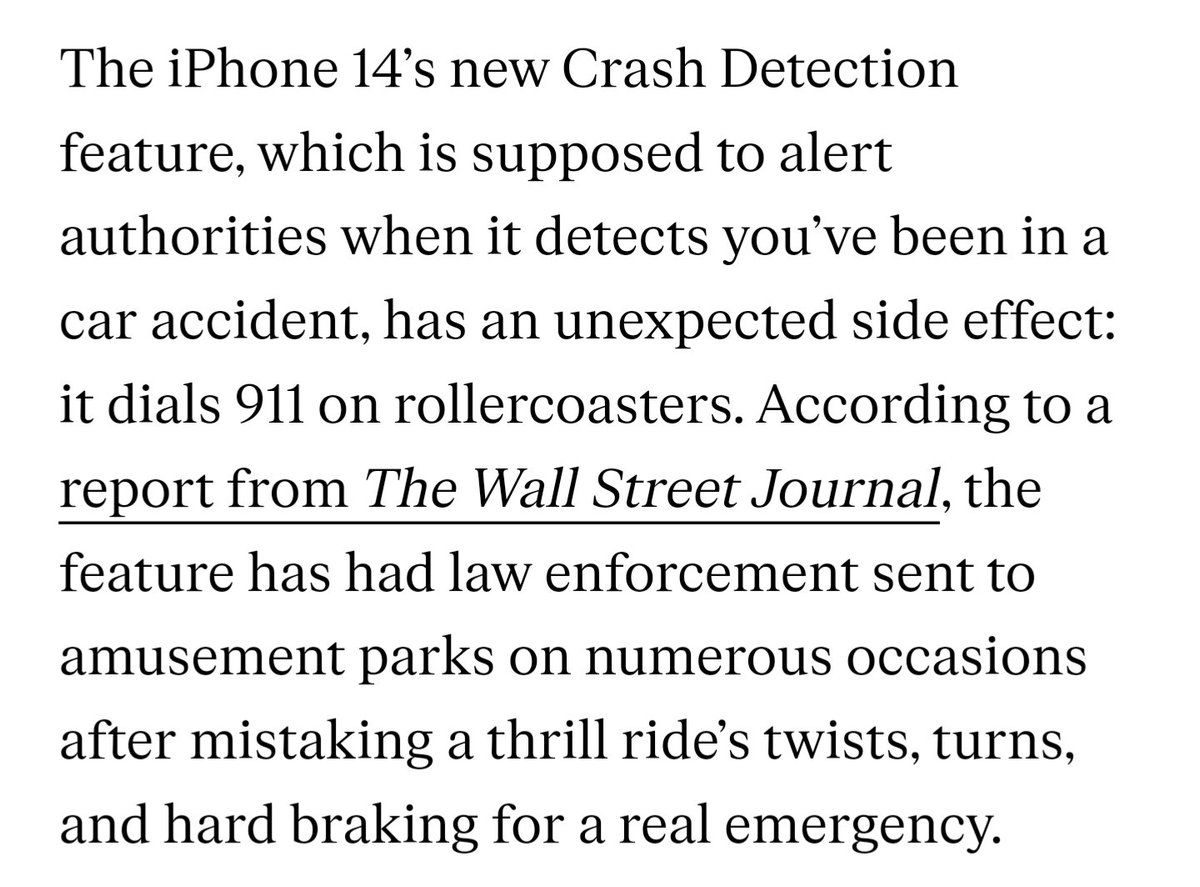 The iPhone 14’s new Crash Detection
feature, which is supposed to alert
authorities when it detects you’ve been in a
car accident, has an unexpected side effect:
it dials 911 on rollercoasters. According to a
report from The Wall Street Journal, the
feature has had law enforcement sent to
amusement parks on numerous occasions
after mistaking a thrill ride’s twists, turns,
and hard braking for a real emergency.